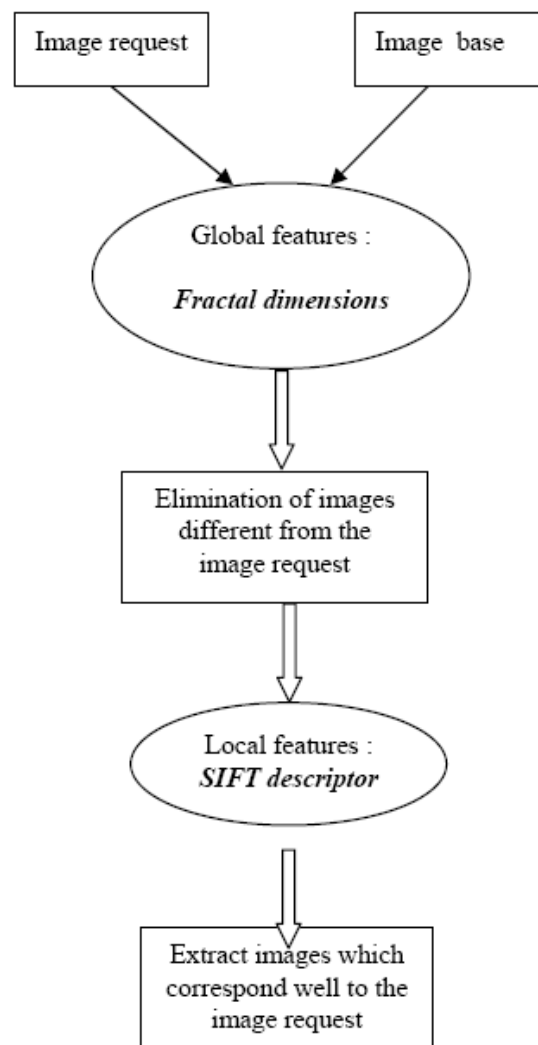 Image request
Image base
Global features :
Fractal dimensions
Elimination of images
different from the
image request
Local features :
SIFT descriptor
Extract images which
correspond well to the
image request